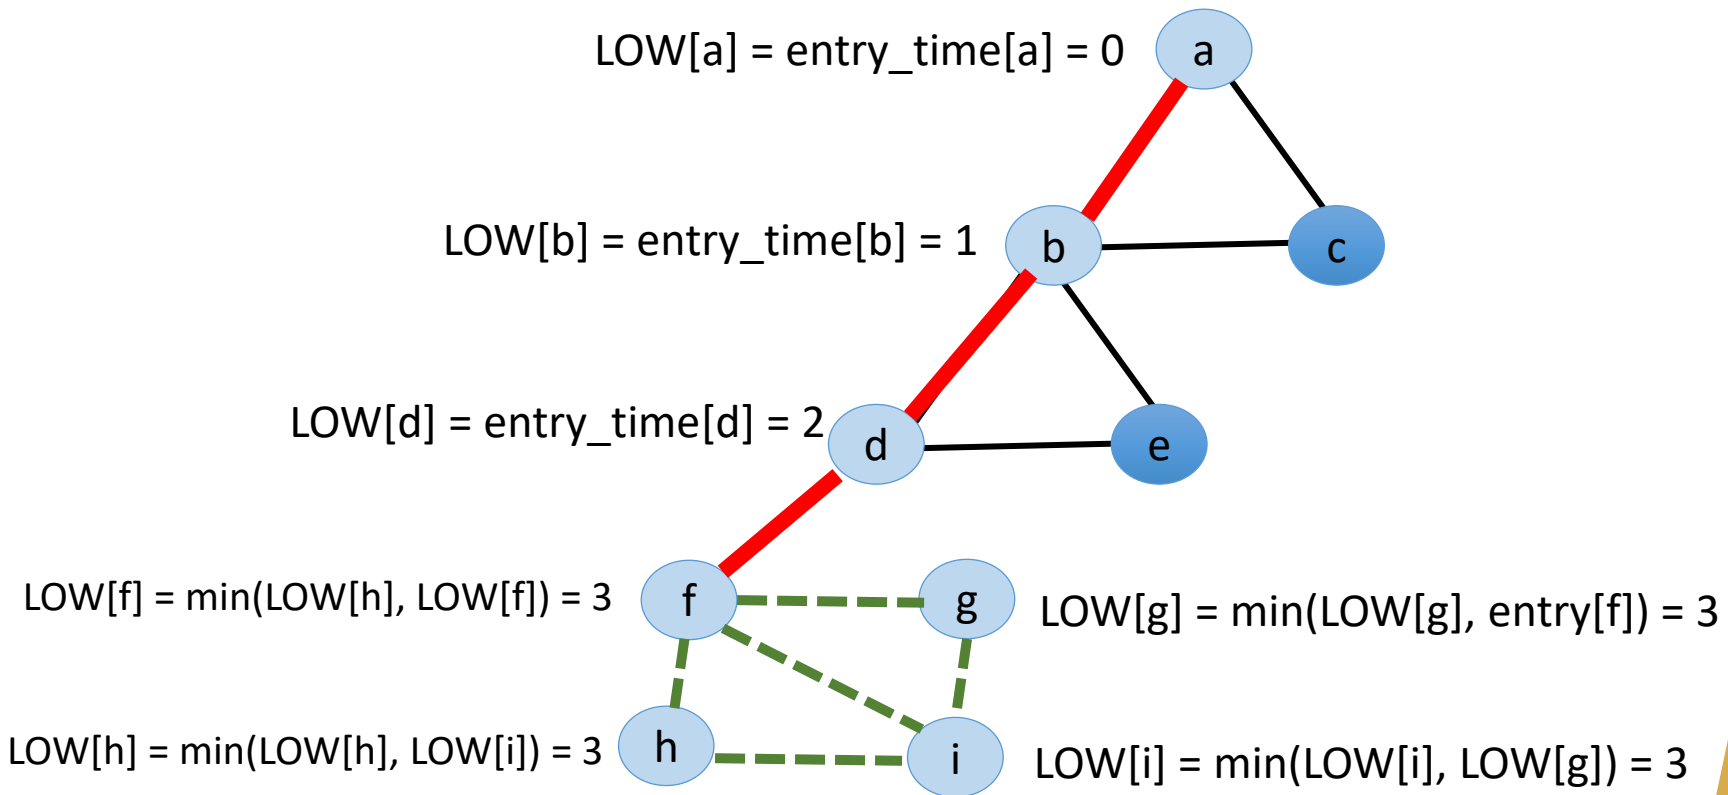 LOW[a] = entry_time[a] = 0
a
LOW[b] = entry_time[b] = 1
b
c
LOW[d] = entry_time[d] = 2
d
e
LOW[f] = min(LOW[h], LOW[f]) = 3
f
g
LOW[g] = min(LOW[g], entry[f]) = 3
LOW[h] = min(LOW[h], LOW[i]) = 3
h
i
LOW[i] = min(LOW[i], LOW[g]) = 3